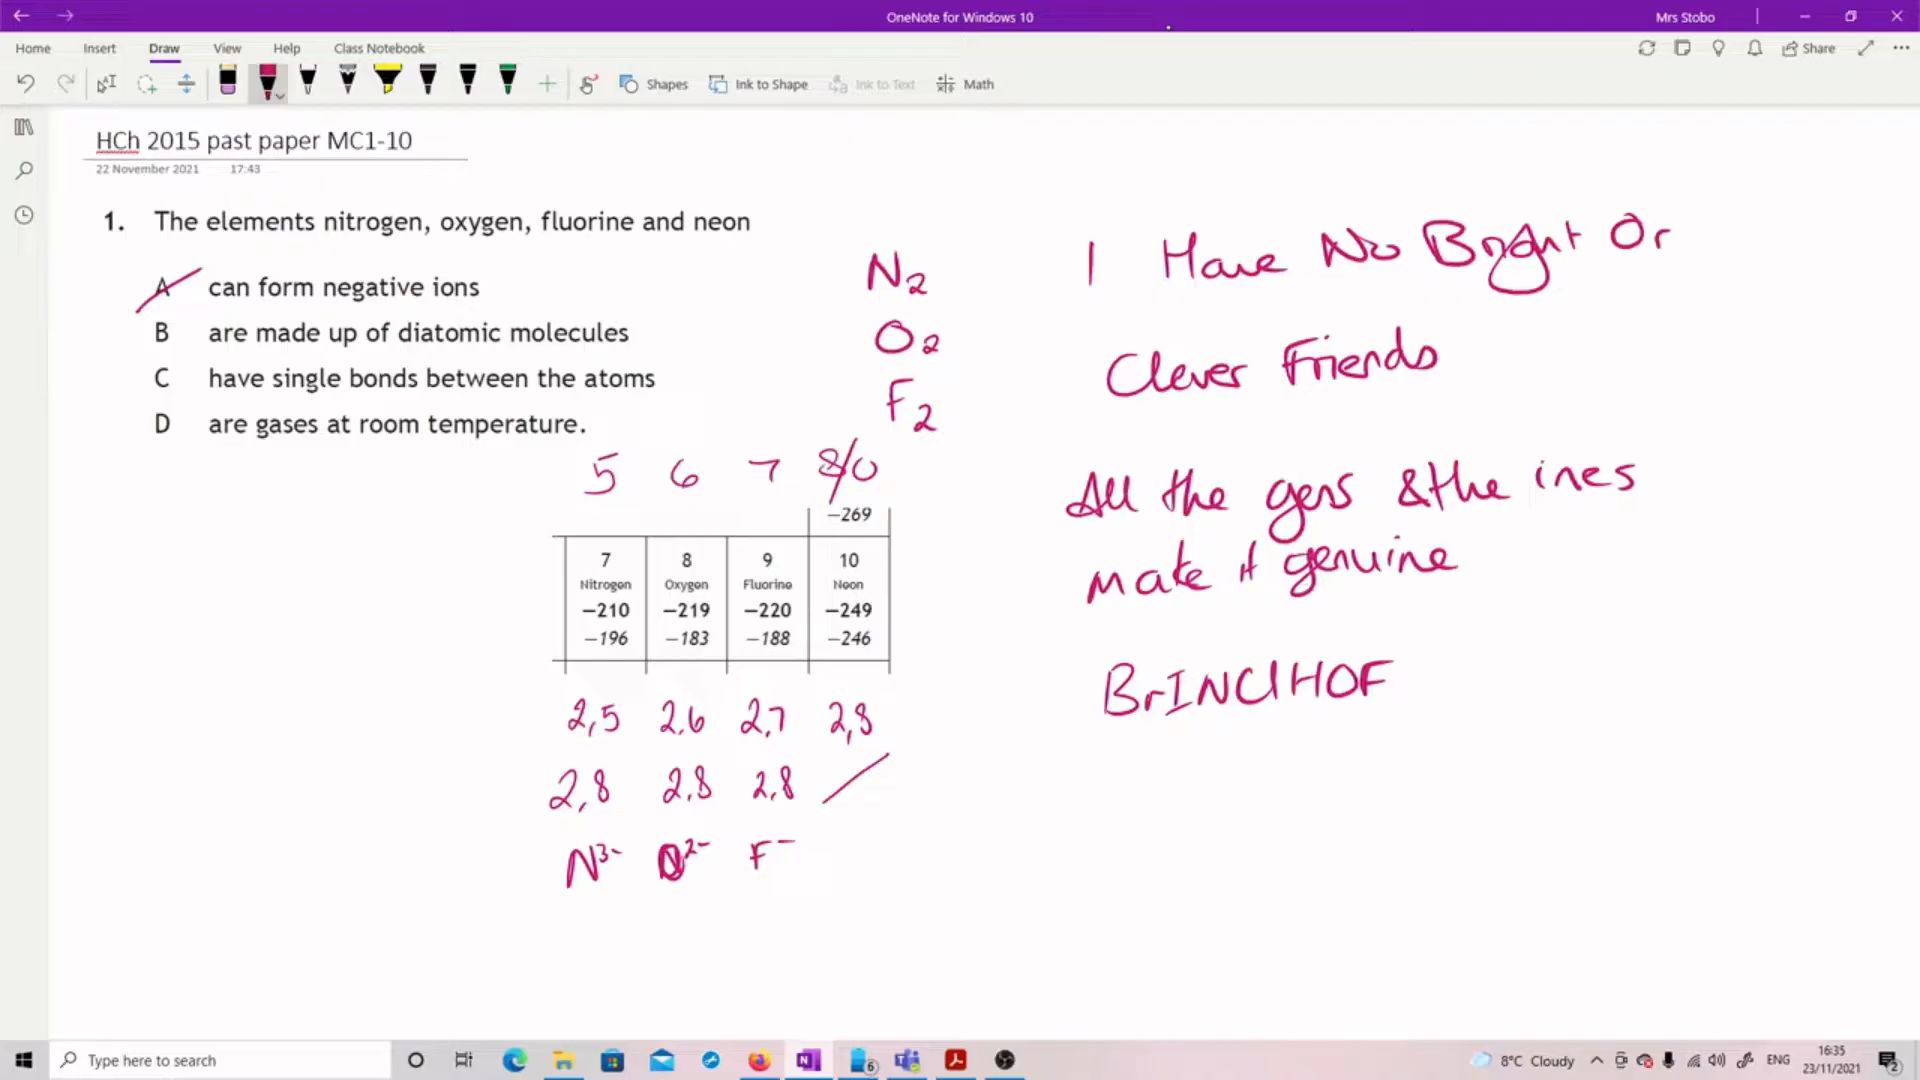 OneNote for Windows 10
Mrs Stobo
Home Insert Draw View Help Class Notebook
Share
Shapes Ink to Shape Ink to Text Math
HCh 2015 past paper MC1-10
22 November 2021 17:43
1. The elements nitrogen, oxygen, fluorine and neon
A can form negative ions
B are made up of diatomic molecules
C have single bonds between the atoms
D are gases at room temperature.
N2
O2
F2
5 6 7 8/0
-269
7 8 9 10
Nitrogen Oxygen Fluorine Neon
-210 -219 -220 -249
-196 -183 -188 -246
2,5 2,6 2,7 2,8
2,8 2,8 2,8
N3- O2- F-
I Have No Bright Or
Clever Friends
All the gens & the ines
make it genuine
BrINClHOF
Type here to search
6
8°C Cloudy
ENG
16:35
23/11/2021
2